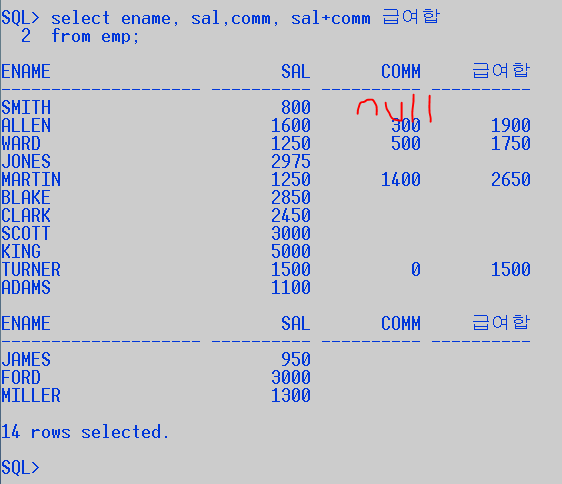 SQL> select ename, sal,comm, sal+comm 급여합
2 from emp;
ENAME SAL COMM 급여합
-------------------- ---------- ---------- ----------
SMITH 800 null
ALLEN 1600 300 1900
WARD 1250 500 1750
JONES 2975
MARTIN 1250 1400 2650
BLAKE 2850
CLARK 2450
SCOTT 3000
KING 5000
TURNER 1500 0 1500
ADAMS 1100
ENAME SAL COMM 급여합
-------------------- ---------- ---------- ----------
JAMES 950
FORD 3000
MILLER 1300
14 rows selected.
SQL>